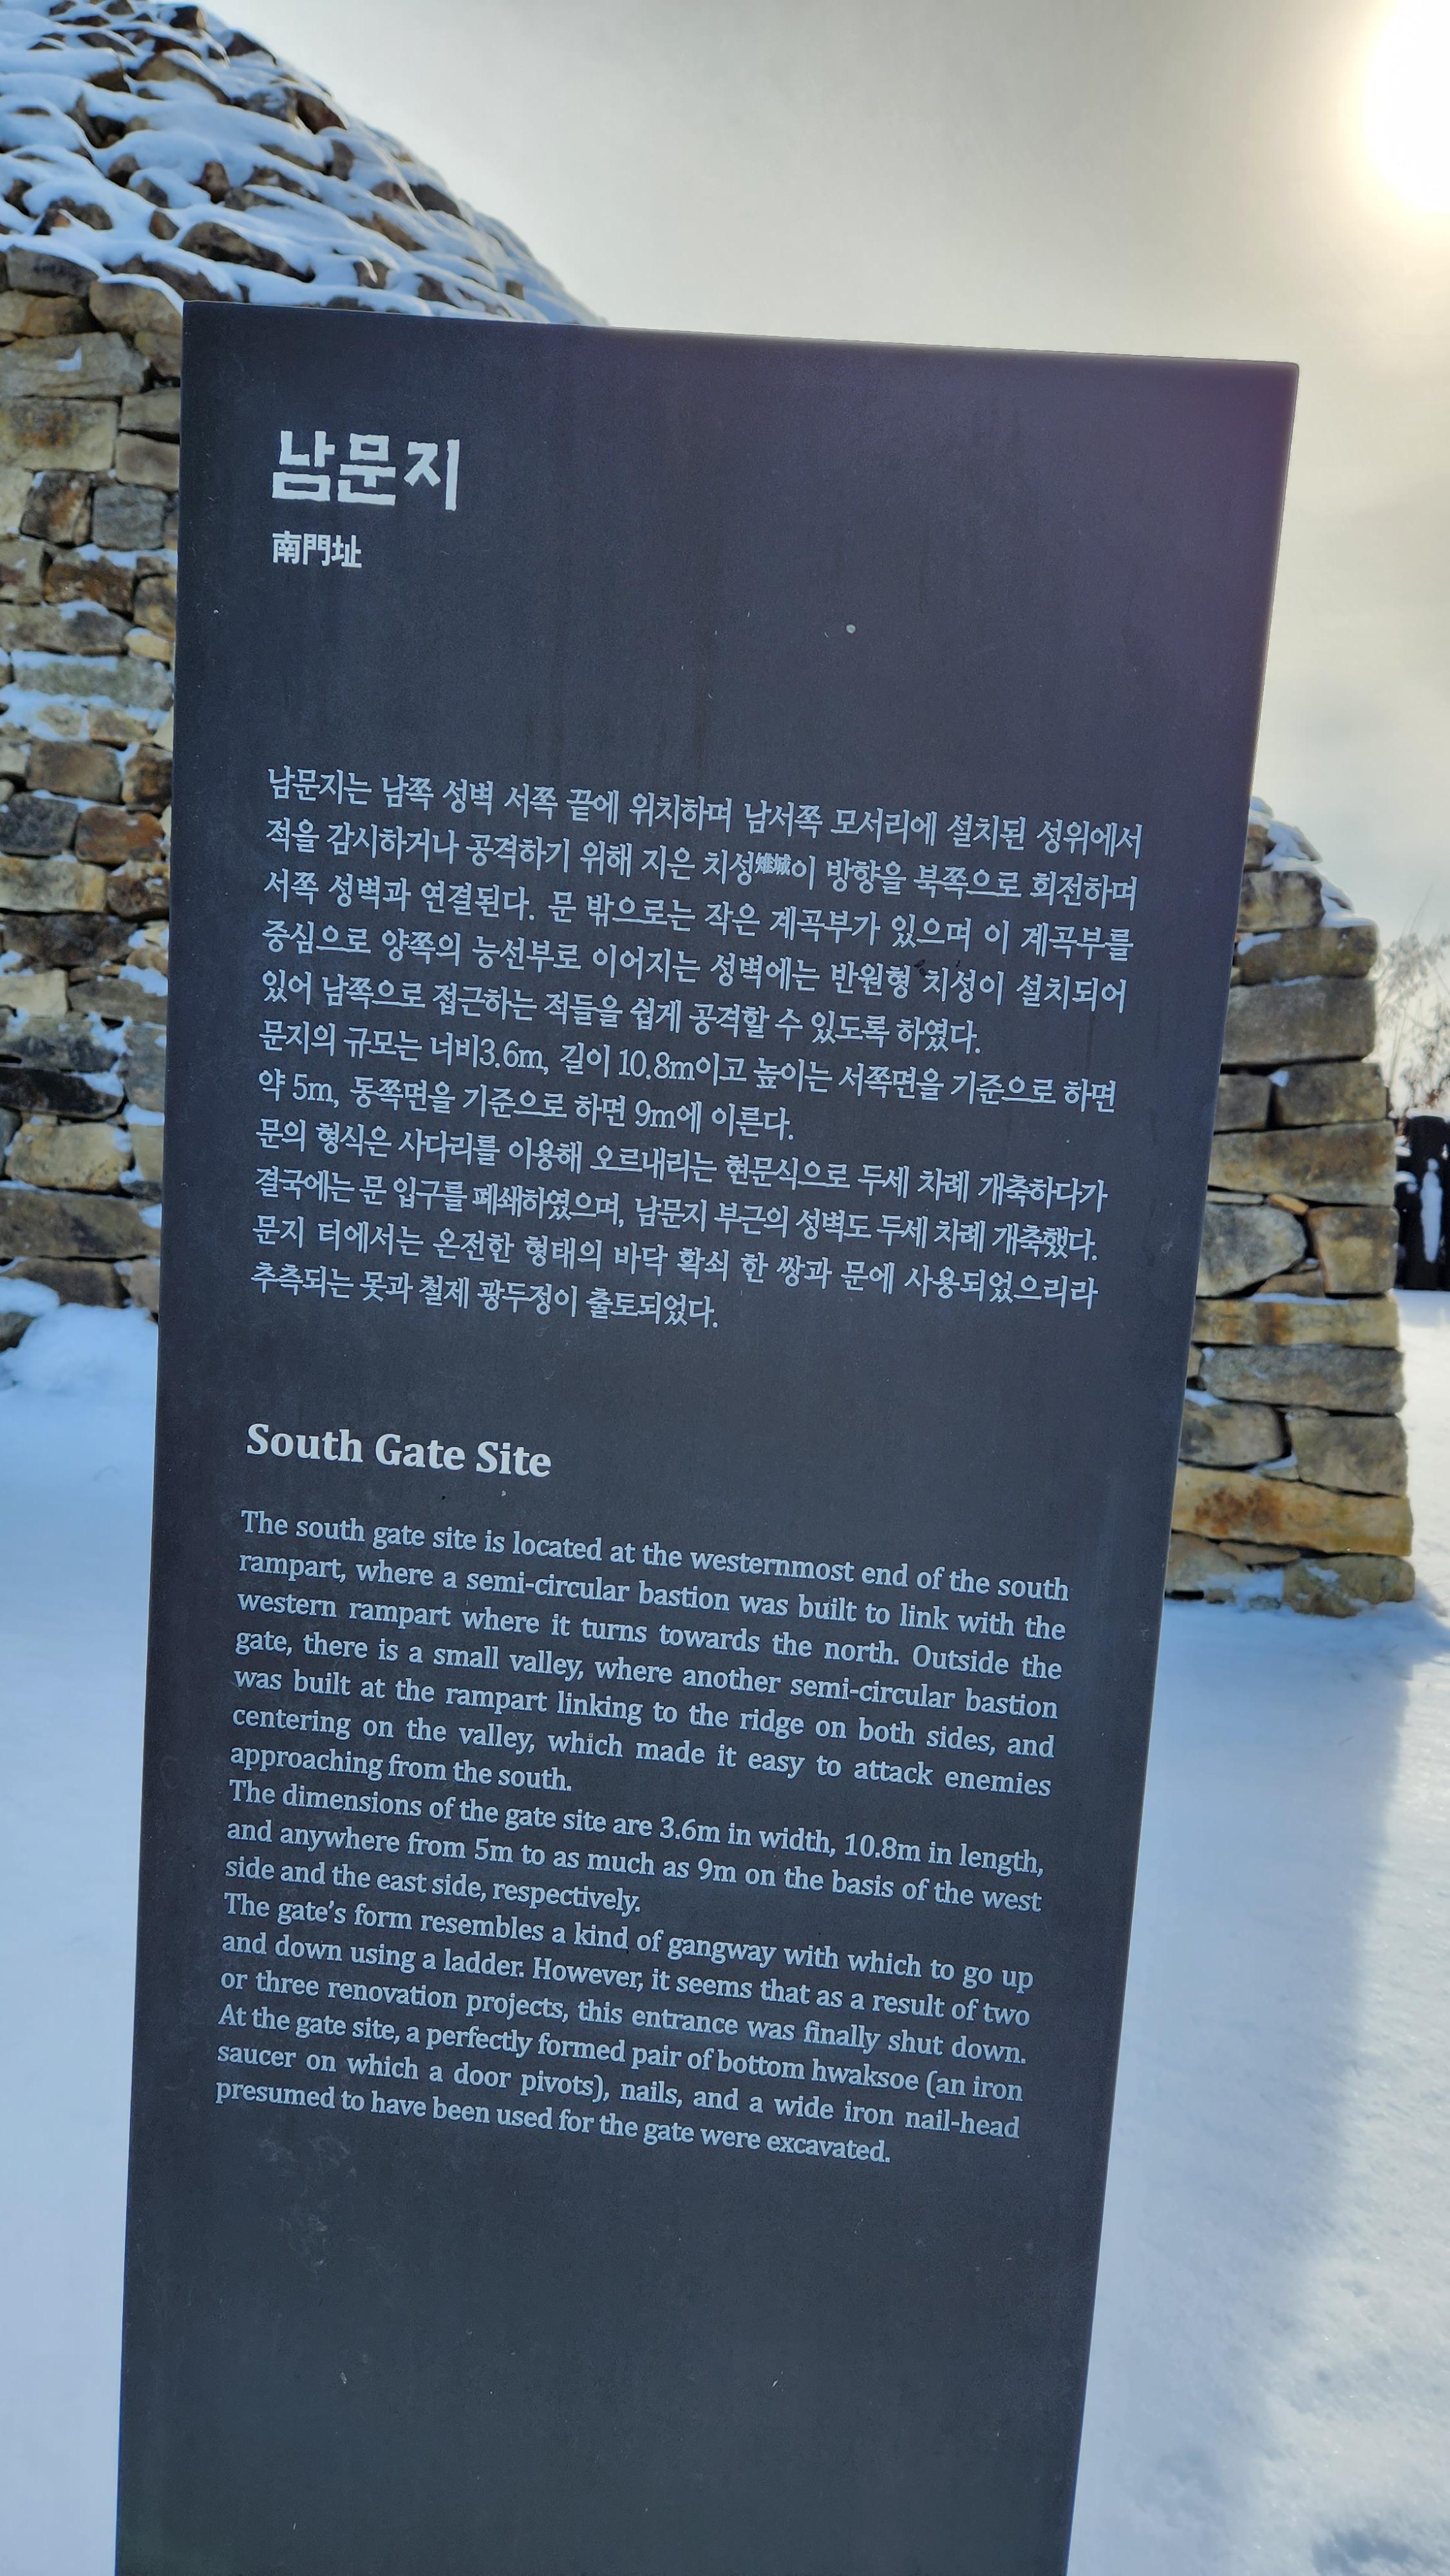 남문지
南門址
남문지는 남쪽 성벽 서쪽 끝에 위치하며 남서쪽 모서리에 설치된 성위에서
적을 감시하거나 공격하기 위해 지은 치성雉城이 방향을 북쪽으로 회전하며
서쪽 성벽과 연결된다. 문 밖으로는 작은 계곡부가 있으며 이 계곡부를
중심으로 양쪽의 능선부로 이어지는 성벽에는 반원형 치성이 설치되어
있어 남쪽으로 접근하는 적들을 쉽게 공격할 수 있도록 하였다.
문지의 규모는 너비3.6m, 길이 10.8m이고 높이는 서쪽면을 기준으로 하면
약 5m, 동쪽면을 기준으로 하면 9m에 이른다.
문의 형식은 사다리를 이용해 오르내리는 현문식으로 두세 차례 개축하다가
결국에는 문 입구를 폐쇄하였으며, 남문지 부근의 성벽도 두세 차례 개축했다.
문지 터에서는 온전한 형태의 바닥 확쇠 한 쌍과 문에 사용되었으리라
추측되는 못과 철제 광두정이 출토되었다.
South Gate Site
The south gate site is located at the westernmost end of the south
rampart, where a semi-circular bastion was built to link with the
western rampart where it turns towards the north. Outside the
gate, there is a small valley, where another semi-circular bastion
was built at the rampart linking to the ridge on both sides, and
centering on the valley, which made it easy to attack enemies
approaching from the south.
The dimensions of the gate site are 3.6m in width, 10.8m in length,
and anywhere from 5m to as much as 9m on the basis of the west
side and the east side, respectively.
The gate's form resembles a kind of gangway with which to go up
and down using a ladder. However, it seems that as a result of two
or three renovation projects, this entrance was finally shut down.
At the gate site, a perfectly formed pair of bottom hwaksoe (an iron
saucer on which a door pivots), nails, and a wide iron nail-head
presumed to have been used for the gate were excavated.